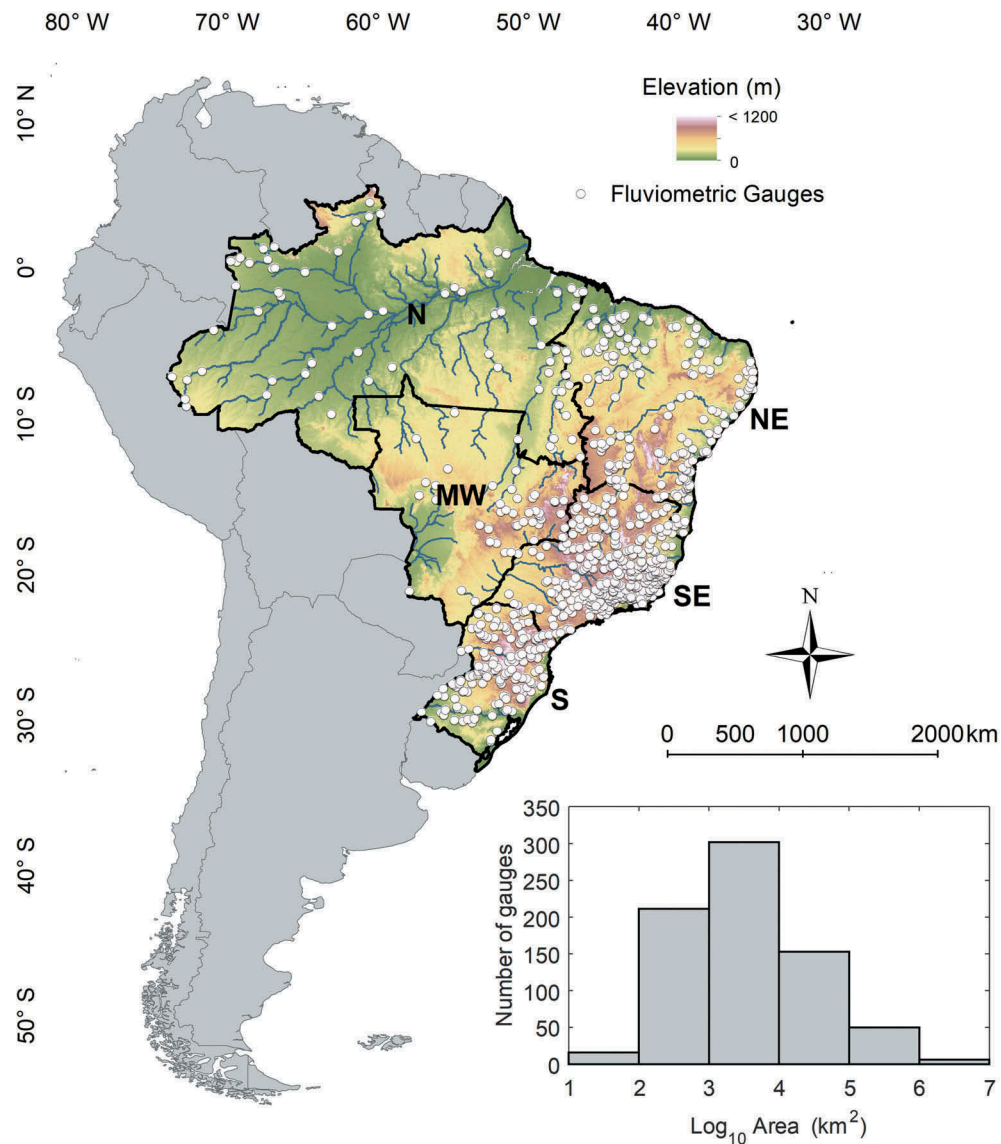 80° W 70° W 60° W 50° W 40° W 30° W
10° N
0°
10° S
20° S
30° S
40° S
50° S
Elevation (m)
< 1200
0
Fluviometric Gauges
N
NE
MW
SE
S
N
0 500 1000 2000km
350
300
250
200
150
100
50
0
Number of gauges
1 2 3 4 5 6 7
Log10 Area (km²)